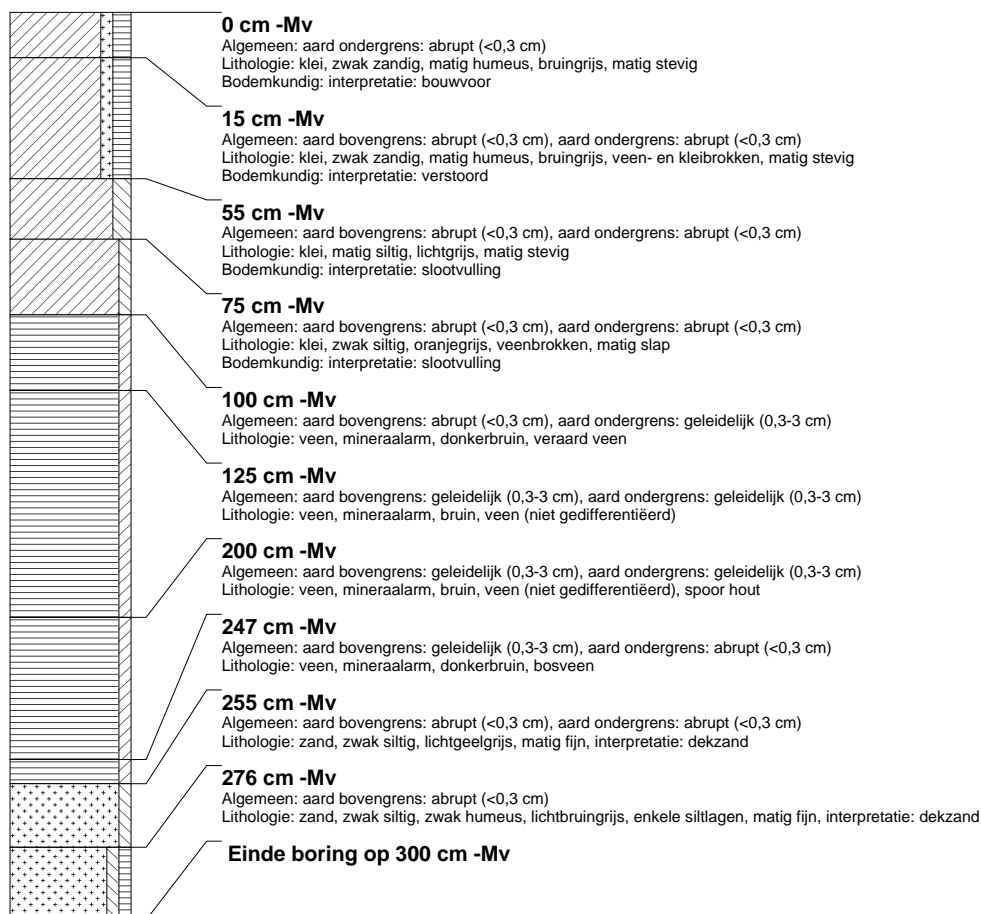 0 cm -Mv
Algemeen: aard ondergrens: abrupt (<0,3 cm)
Lithologie: klei, zwak zandig, matig humeus, bruingrijs, matig stevig
Bodemkundig: interpretatie: bouwvoor
15 cm -Mv
Algemeen: aard bovengrens: abrupt (<0,3 cm), aard ondergrens: abrupt (<0,3 cm)
Lithologie: klei, zwak zandig, matig humeus, bruingrijs, veen- en kleibrokken, matig stevig
Bodemkundig: interpretatie: verstoord
55 cm -Mv
Algemeen: aard bovengrens: abrupt (<0,3 cm), aard ondergrens: abrupt (<0,3 cm)
Lithologie: klei, matig siltig, lichtgrijs, matig stevig
Bodemkundig: interpretatie: slootvulling
75 cm -Mv
Algemeen: aard bovengrens: abrupt (<0,3 cm), aard ondergrens: abrupt (<0,3 cm)
Lithologie: klei, zwak siltig, oranjegrijs, veenbrokken, matig slap
Bodemkundig: interpretatie: slootvulling
100 cm -Mv
Algemeen: aard bovengrens: abrupt (<0,3 cm), aard ondergrens: geleidelijk (0,3-3 cm)
Lithologie: veen, mineraalarm, donkerbruin, veraard veen
125 cm -Mv
Algemeen: aard bovengrens: geleidelijk (0,3-3 cm), aard ondergrens: geleidelijk (0,3-3 cm)
Lithologie: veen, mineraalarm, bruin, veen (niet gedifferentiëerd)
200 cm -Mv
Algemeen: aard bovengrens: geleidelijk (0,3-3 cm), aard ondergrens: geleidelijk (0,3-3 cm)
Lithologie: veen, mineraalarm, bruin, veen (niet gedifferentiëerd), spoor hout
247 cm -Mv
Algemeen: aard bovengrens: geleidelijk (0,3-3 cm), aard ondergrens: abrupt (<0,3 cm)
Lithologie: veen, mineraalarm, donkerbruin, bosveen
255 cm -Mv
Algemeen: aard bovengrens: abrupt (<0,3 cm), aard ondergrens: abrupt (<0,3 cm)
Lithologie: zand, zwak siltig, lichtgeelgrijs, matig fijn, interpretatie: dekzand
276 cm -Mv
Algemeen: aard bovengrens: abrupt (<0,3 cm)
Lithologie: zand, zwak siltig, zwak humeus, lichtbruingrijs, enkele siltlagen, matig fijn, interpretatie: dekzand
Einde boring op 300 cm -Mv